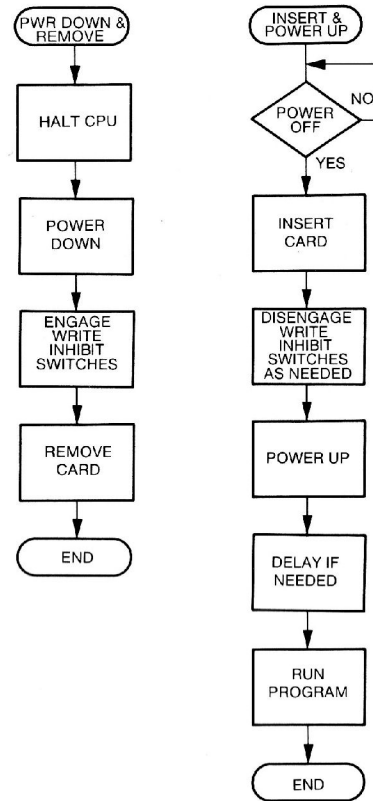 PWR DOWN &
REMOVE
HALT CPU
POWER
DOWN
ENGAGE
WRITE
INHIBIT
SWITCHES
REMOVE
CARD
END
INSERT &
POWER UP
POWER
OFF
NO
YES
INSERT
CARD
DISENGAGE
WRITE
INHIBIT
SWITCHES
AS NEEDED
POWER UP
DELAY IF
NEEDED
RUN
PROGRAM
END